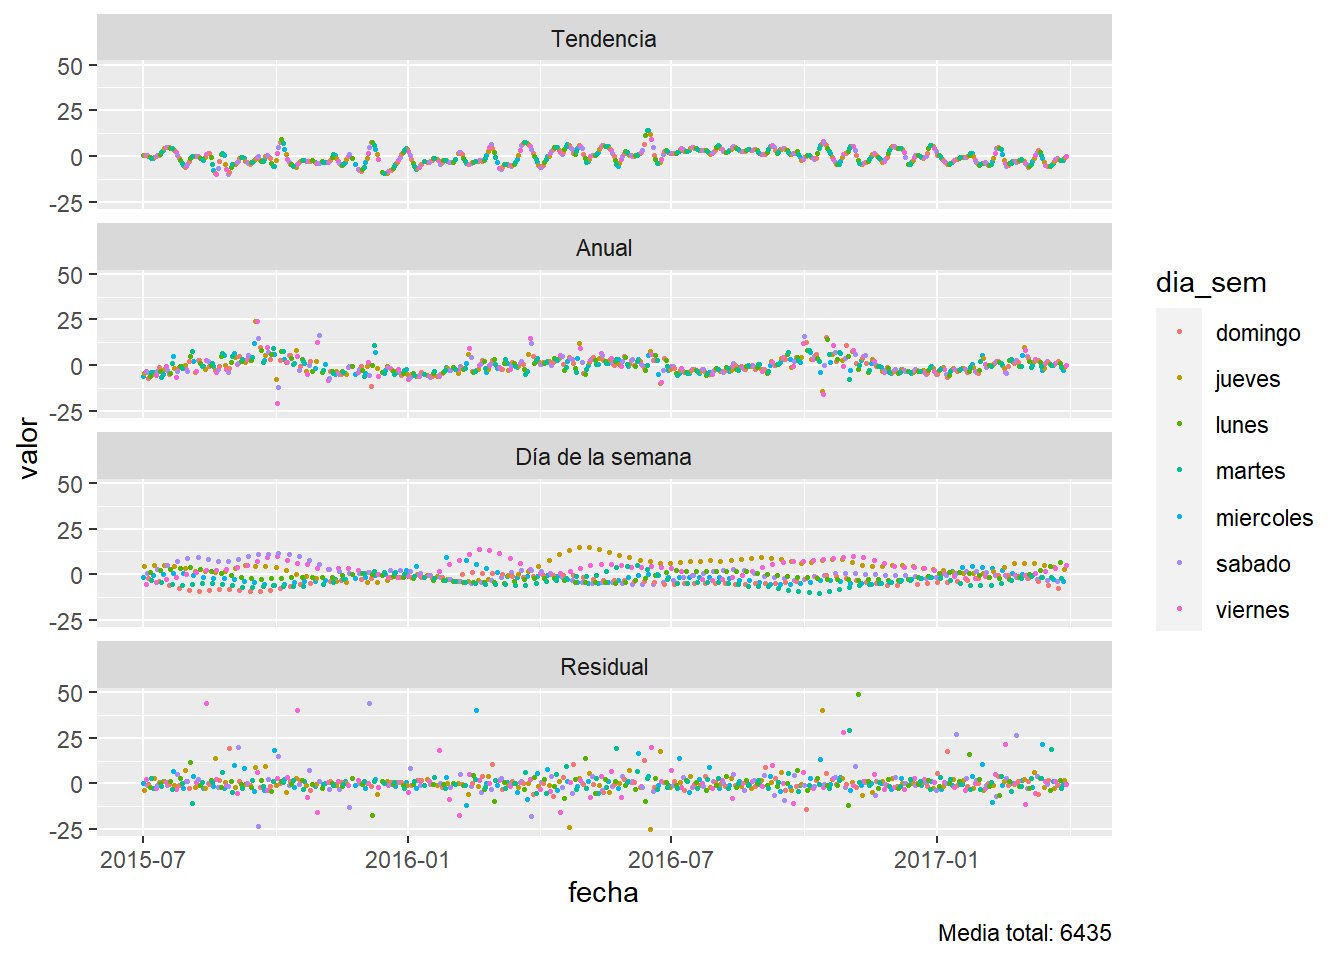 Tendencia
50
25
0
-25
Anual
50
25
0
-25
valor
Día de la semana
50
25
0
-25
Residual
50
25
0
-25
2015-07 2016-01 2016-07 2017-01
fecha
dia_sem
domingo
jueves
lunes
martes
miercoles
sabado
viernes
Media total: 6435